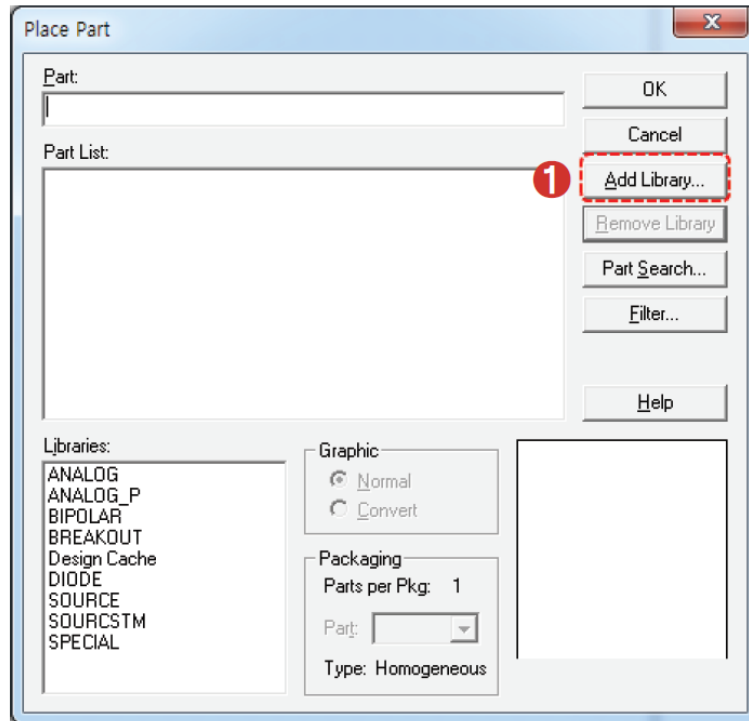 Place Part
Part:
OK
Cancel
Part List:
1
Add Library...
Remove Library
Part Search...
Filter...
Help
Libraries:
ANALOG
ANALOG_P
BIPOLAR
BREAKOUT
Design Cache
DIODE
SOURCE
SOURCSTM
SPECIAL
Graphic
Normal
Convert
Packaging
Parts per Pkg: 1
Part:
Type: Homogeneous